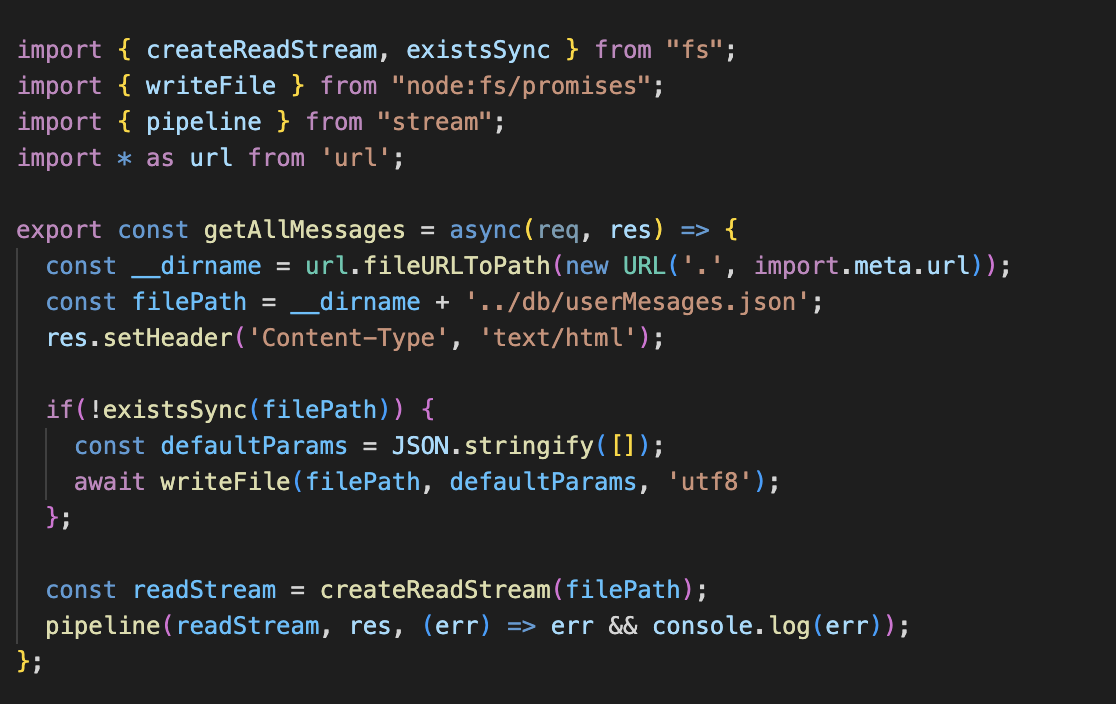 import { createReadStream, existsSync } from "fs";
import { writeFile } from "node:fs/promises";
import { pipeline } from "stream";
import * as url from 'url';
export const getAllMessages = async(req, res) => {
const __dirname = url.fileURLToPath(new URL('.', import.meta.url));
const filePath = __dirname + '../db/userMesages.json';
res.setHeader('Content-Type', 'text/html');
if(!existsSync(filePath)) {
const defaultParams = JSON.stringify([]);
await writeFile(filePath, defaultParams, 'utf8');
};
const readStream = createReadStream(filePath);
pipeline(readStream, res, (err) => err && console.log(err));
};